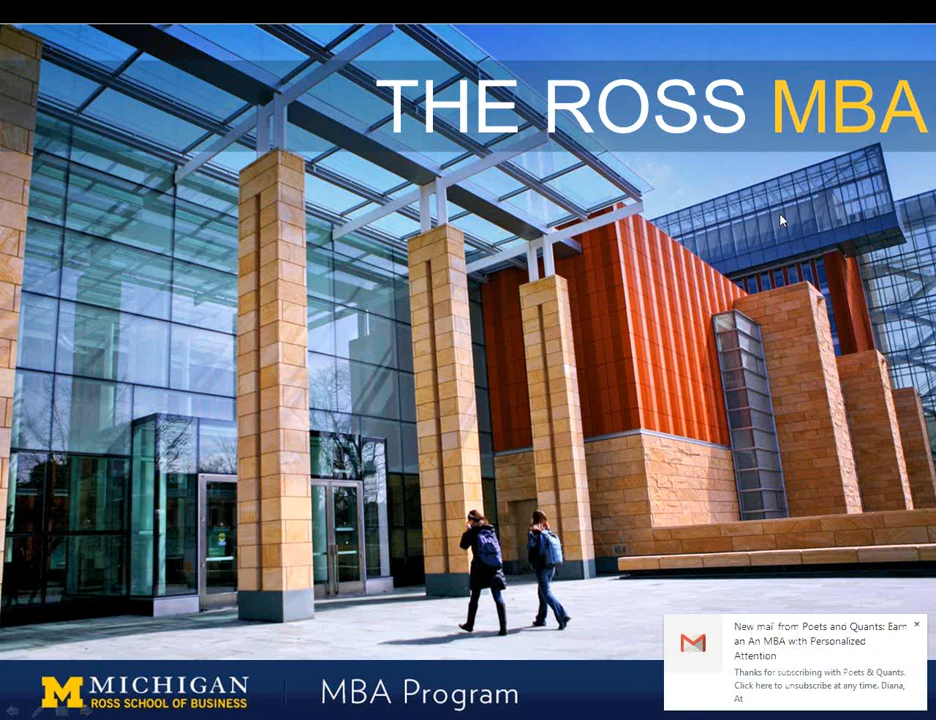 THE ROSS MBA
New mail from Poets and Quants: Earn
an An MBA with Personalized
Attention
Thanks for subscribing with Poets & Quants.
Click here to unsubscribe at any time. Diana,
At
M MICHIGAN
ROSS SCHOOL OF BUSINESS
MBA Program